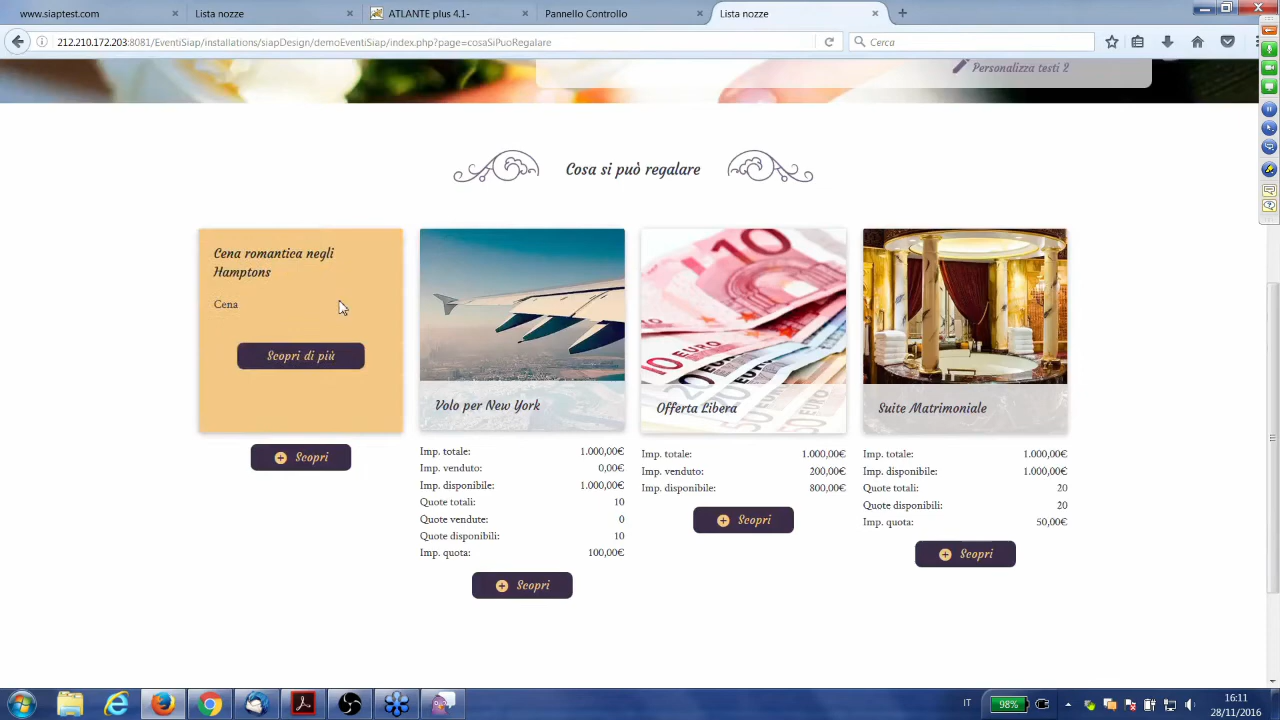 www.siaptest.com
Lista nozze
ATLANTE plus 4.1-
Pannello Controllo
Lista nozze
212.210.172.203:8081/EventiSiap/installations/siapDesign/demoEventiSiap/index.php?page=cosaSiPuoRegalare
Cerca
Personalizza testi 2
Cosa si può regalare
Cena romantica negli
Hamptons
Cena
Scopri di più
Scopri
Volo per New York
Imp. totale: 1.000,00€
Imp. venduto: 0,00€
Imp. disponibile: 1.000,00€
Quote totali: 10
Quote vendute: 0
Quote disponibili: 10
Imp. quota: 100,00€
Scopri
Offerta Libera
Imp. totale: 1.000,00€
Imp. venduto: 200,00€
Imp. disponibile: 800,00€
Scopri
Suite Matrimoniale
Imp. totale: 1.000,00€
Imp. disponibile: 1.000,00€
Quote totali: 20
Quote disponibili: 20
Imp. quota: 50,00€
Scopri
IT
98%
16:11
28/11/2016